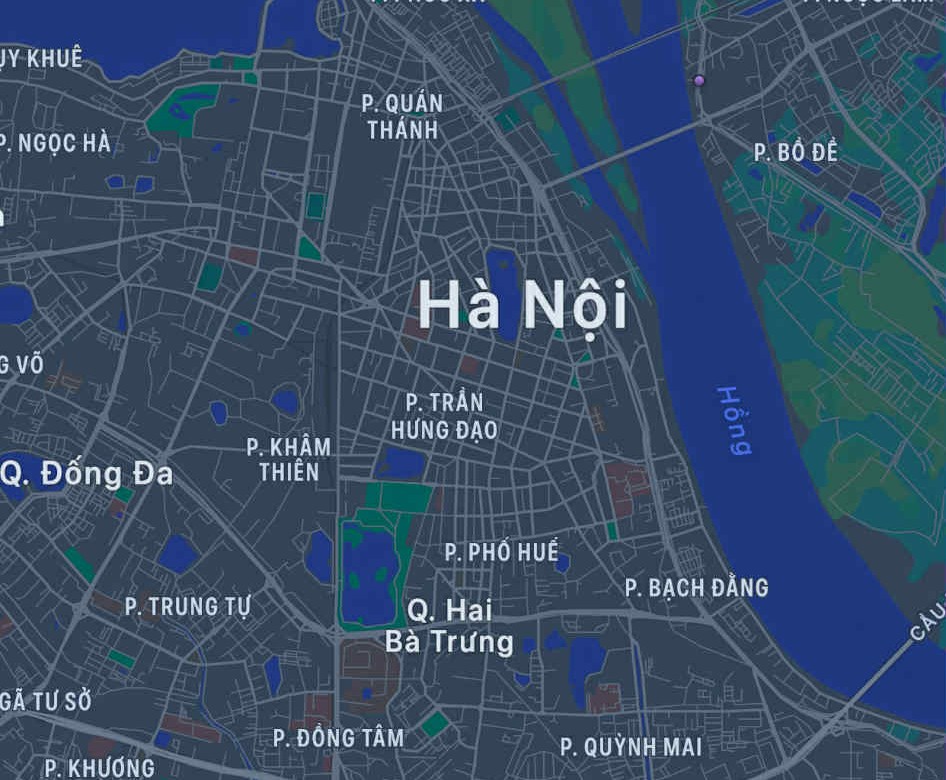 UY KHUÊ
P. QUÁN
THÁNH
P. NGỌC HÀ
P. BỒ ĐỀ
Hà Nội
G VÕ
Hồng
P. TRẦN
HƯNG ĐẠO
P. KHÂM
THIÊN
Q. Đống Đa
P. PHỐ HUẾ
P. BẠCH ĐẰNG
P. TRUNG TỰ
Q. Hai
Bà Trưng
CẦU
GÃ TƯ SỞ
P. ĐỒNG TÂM
P. QUỲNH MAI
P. KHƯƠNG